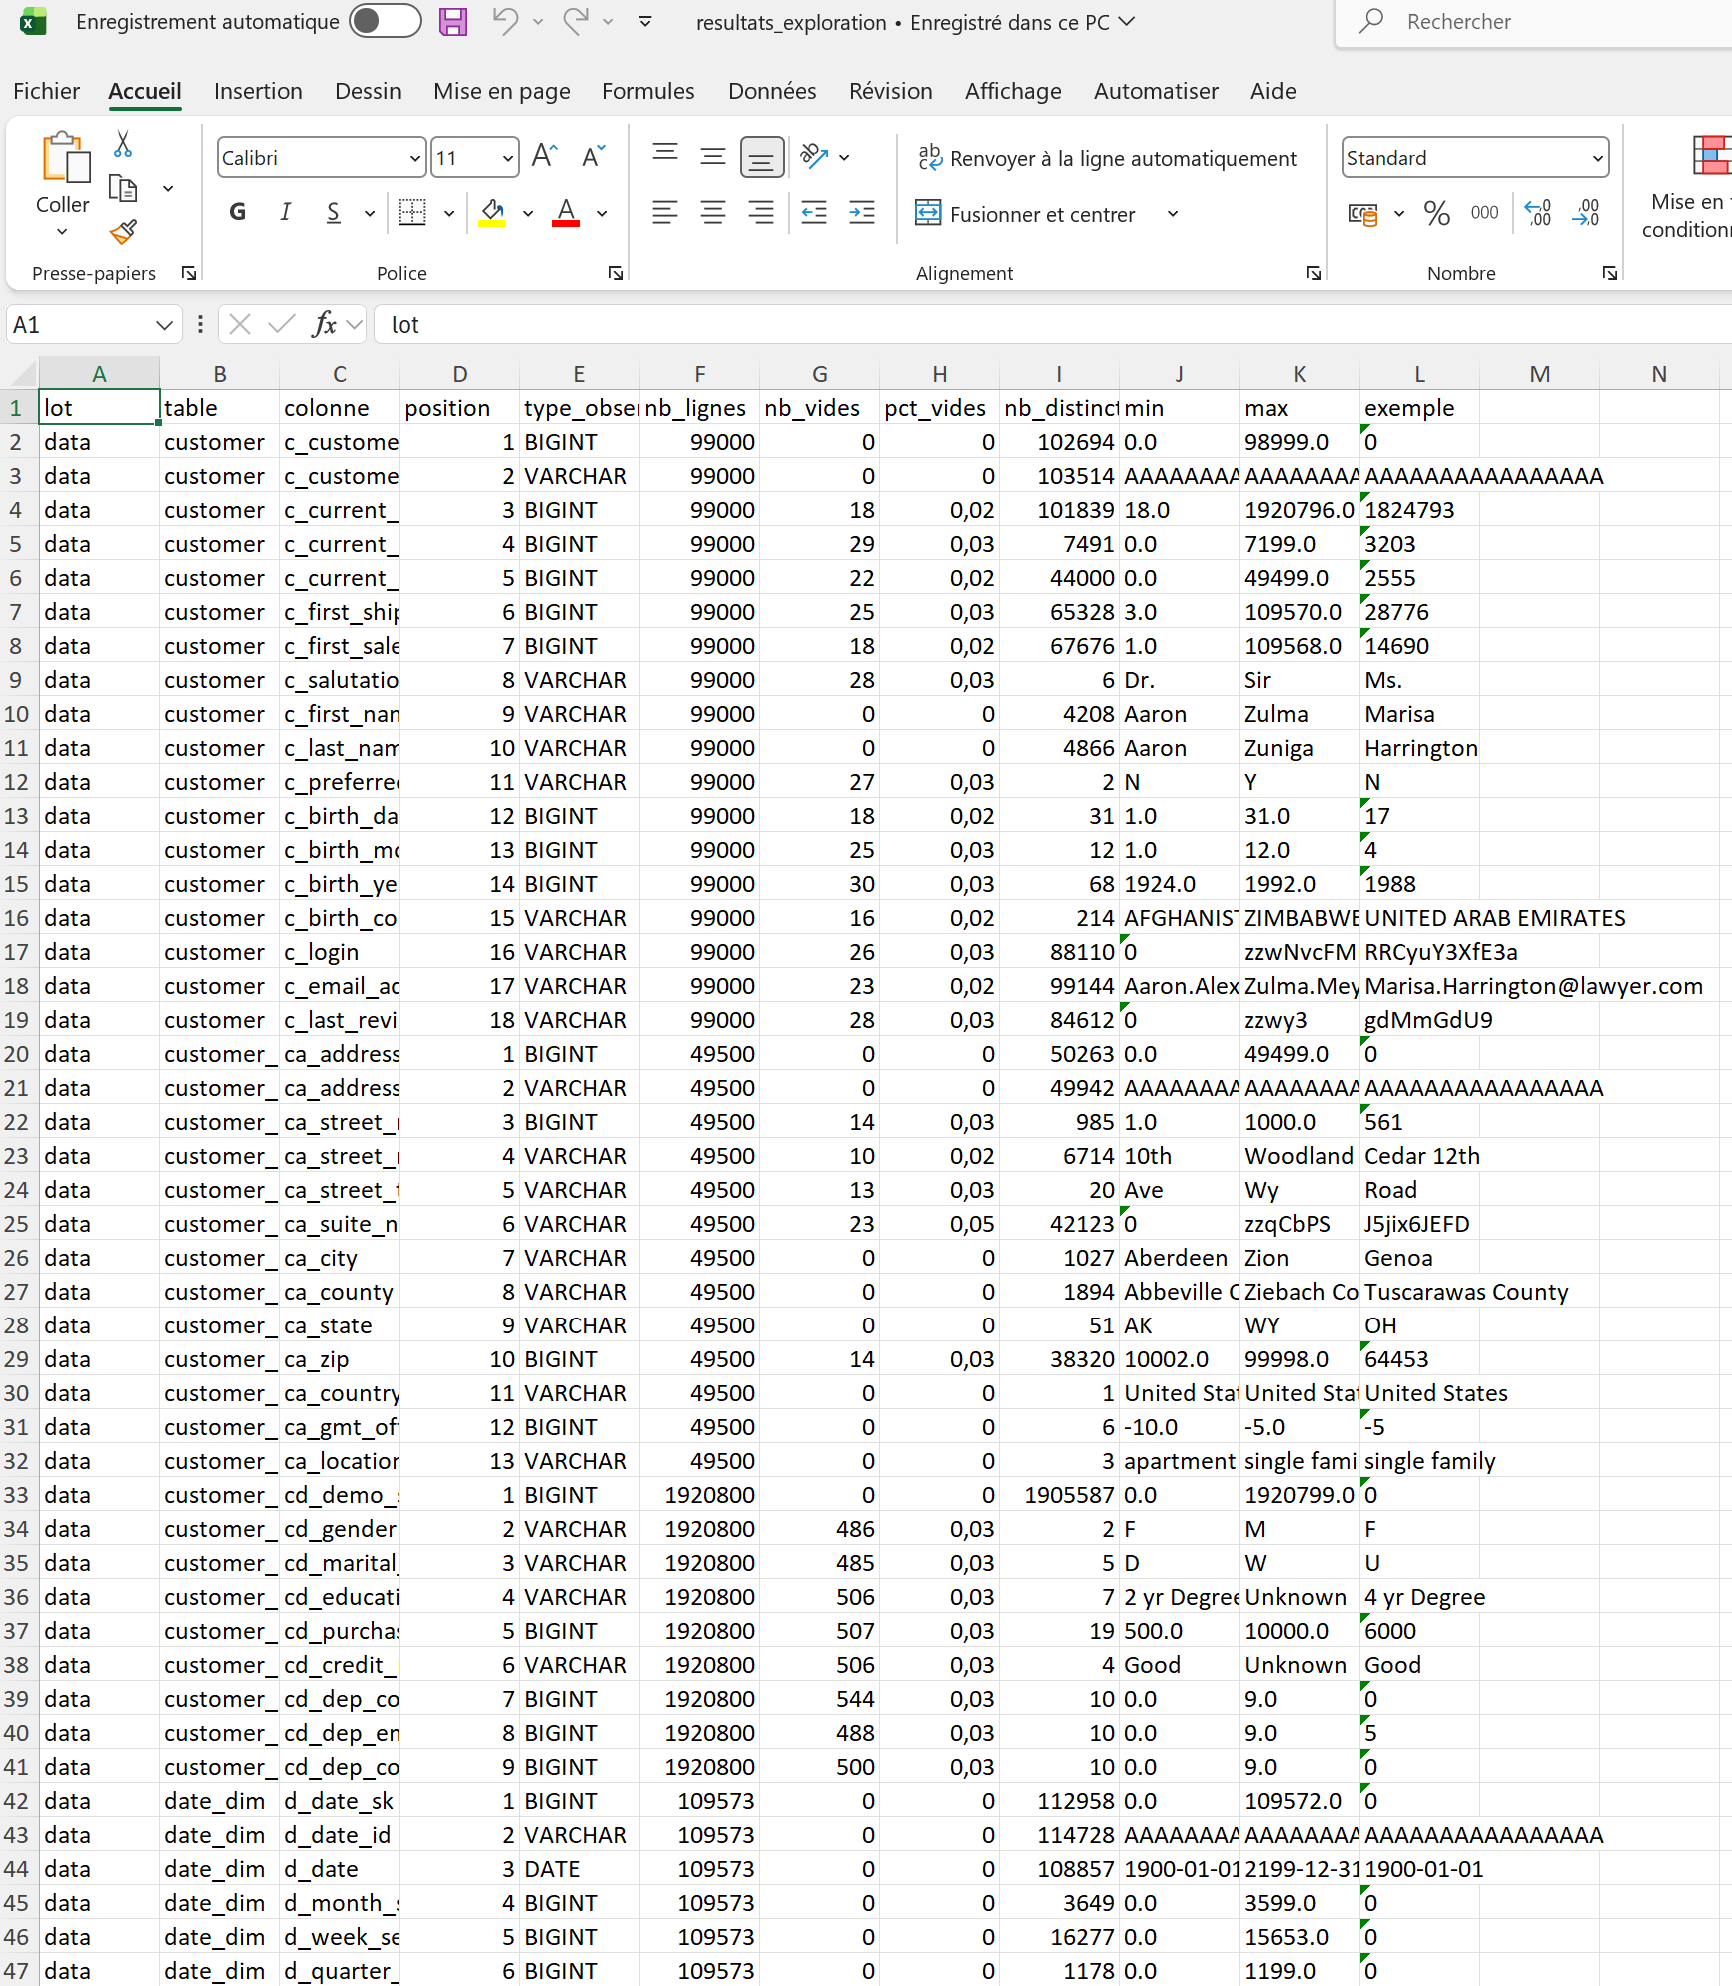 Enregistrement automatique resultats_exploration • Enregistré dans ce PC Rechercher
Fichier Accueil Insertion Dessin Mise en page Formules Données Révision Affichage Automatiser Aide
Coller
Presse-papiers
Calibri 11
G I S
Police
Renvoyer à la ligne automatiquement
Fusionner et centrer
Alignement
Standard
% 000
Nombre
Mise en
conditionn
A1 fx lot
A B C D E F G H I J K L M N
1 lot table colonne position type_obser nb_lignes nb_vides pct_vides nb_distinct min max exemple
2 data customer c_custome 1 BIGINT 99000 0 0 102694 0.0 98999.0 0
3 data customer c_custome 2 VARCHAR 99000 0 0 103514 AAAAAAAA AAAAAAAA AAAAAAAAAAAAAAAA
4 data customer c_current_ 3 BIGINT 99000 18 0,02 101839 18.0 1920796.0 1824793
5 data customer c_current_ 4 BIGINT 99000 29 0,03 7491 0.0 7199.0 3203
6 data customer c_current_ 5 BIGINT 99000 22 0,02 44000 0.0 49499.0 2555
7 data customer c_first_ship 6 BIGINT 99000 25 0,03 65328 3.0 109570.0 28776
8 data customer c_first_sale 7 BIGINT 99000 18 0,02 67676 1.0 109568.0 14690
9 data customer c_salutatio 8 VARCHAR 99000 28 0,03 6 Dr. Sir Ms.
10 data customer c_first_nam 9 VARCHAR 99000 0 0 4208 Aaron Zulma Marisa
11 data customer c_last_nam 10 VARCHAR 99000 0 0 4866 Aaron Zuniga Harrington
12 data customer c_preferre 11 VARCHAR 99000 27 0,03 2 N Y N
13 data customer c_birth_da 12 BIGINT 99000 18 0,02 31 1.0 31.0 17
14 data customer c_birth_mo 13 BIGINT 99000 25 0,03 12 1.0 12.0 4
15 data customer c_birth_ye 14 BIGINT 99000 30 0,03 68 1924.0 1992.0 1988
16 data customer c_birth_co 15 VARCHAR 99000 16 0,02 214 AFGHANIST ZIMBABWE UNITED ARAB EMIRATES
17 data customer c_login 16 VARCHAR 99000 26 0,03 88110 0 zzwNvcFM RRCyuY3XfE3a
18 data customer c_email_ad 17 VARCHAR 99000 23 0,02 99144 Aaron.Alex Zulma.Mey Marisa.Harrington@lawyer.com
19 data customer c_last_revi 18 VARCHAR 99000 28 0,03 84612 0 zzwy3 gdMmGdU9
20 data customer_ ca_address 1 BIGINT 49500 0 0 50263 0.0 49499.0 0
21 data customer_ ca_address 2 VARCHAR 49500 0 0 49942 AAAAAAAA AAAAAAAA AAAAAAAAAAAAAAAA
22 data customer_ ca_street_n 3 BIGINT 49500 14 0,03 985 1.0 1000.0 561
23 data customer_ ca_street_n 4 VARCHAR 49500 10 0,02 6714 10th Woodland Cedar 12th
24 data customer_ ca_street_t 5 VARCHAR 49500 13 0,03 20 Ave Wy Road
25 data customer_ ca_suite_n 6 VARCHAR 49500 23 0,05 42123 0 zzqCbPS J5jix6JEFD
26 data customer_ ca_city 7 VARCHAR 49500 0 0 1027 Aberdeen Zion Genoa
27 data customer_ ca_county 8 VARCHAR 49500 0 0 1894 Abbeville C Ziebach Co Tuscarawas County
28 data customer_ ca_state 9 VARCHAR 49500 0 0 51 AK WY OH
29 data customer_ ca_zip 10 BIGINT 49500 14 0,03 38320 10002.0 99998.0 64453
30 data customer_ ca_country 11 VARCHAR 49500 0 0 1 United Stat United Stat United States
31 data customer_ ca_gmt_of 12 BIGINT 49500 0 0 6 -10.0 -5.0 -5
32 data customer_ ca_location 13 VARCHAR 49500 0 0 3 apartment single fami single family
33 data customer_ cd_demo_s 1 BIGINT 1920800 0 0 1905587 0.0 1920799.0 0
34 data customer_ cd_gender 2 VARCHAR 1920800 486 0,03 2 F M F
35 data customer_ cd_marital_ 3 VARCHAR 1920800 485 0,03 5 D W U
36 data customer_ cd_educati 4 VARCHAR 1920800 506 0,03 7 2 yr Degree Unknown 4 yr Degree
37 data customer_ cd_purchas 5 BIGINT 1920800 507 0,03 19 500.0 10000.0 6000
38 data customer_ cd_credit_ 6 VARCHAR 1920800 506 0,03 4 Good Unknown Good
39 data customer_ cd_dep_co 7 BIGINT 1920800 544 0,03 10 0.0 9.0 0
40 data customer_ cd_dep_em 8 BIGINT 1920800 488 0,03 10 0.0 9.0 5
41 data customer_ cd_dep_co 9 BIGINT 1920800 500 0,03 10 0.0 9.0 0
42 data date_dim d_date_sk 1 BIGINT 109573 0 0 112958 0.0 109572.0 0
43 data date_dim d_date_id 2 VARCHAR 109573 0 0 114728 AAAAAAAA AAAAAAAA AAAAAAAAAAAAAAAA
44 data date_dim d_date 3 DATE 109573 0 0 108857 1900-01-01 2199-12-31 1900-01-01
45 data date_dim d_month_s 4 BIGINT 109573 0 0 3649 0.0 3599.0 0
46 data date_dim d_week_se 5 BIGINT 109573 0 0 16277 0.0 15653.0 0
47 data date_dim d_quarter_ 6 BIGINT 109573 0 0 1178 0.0 1199.0 0